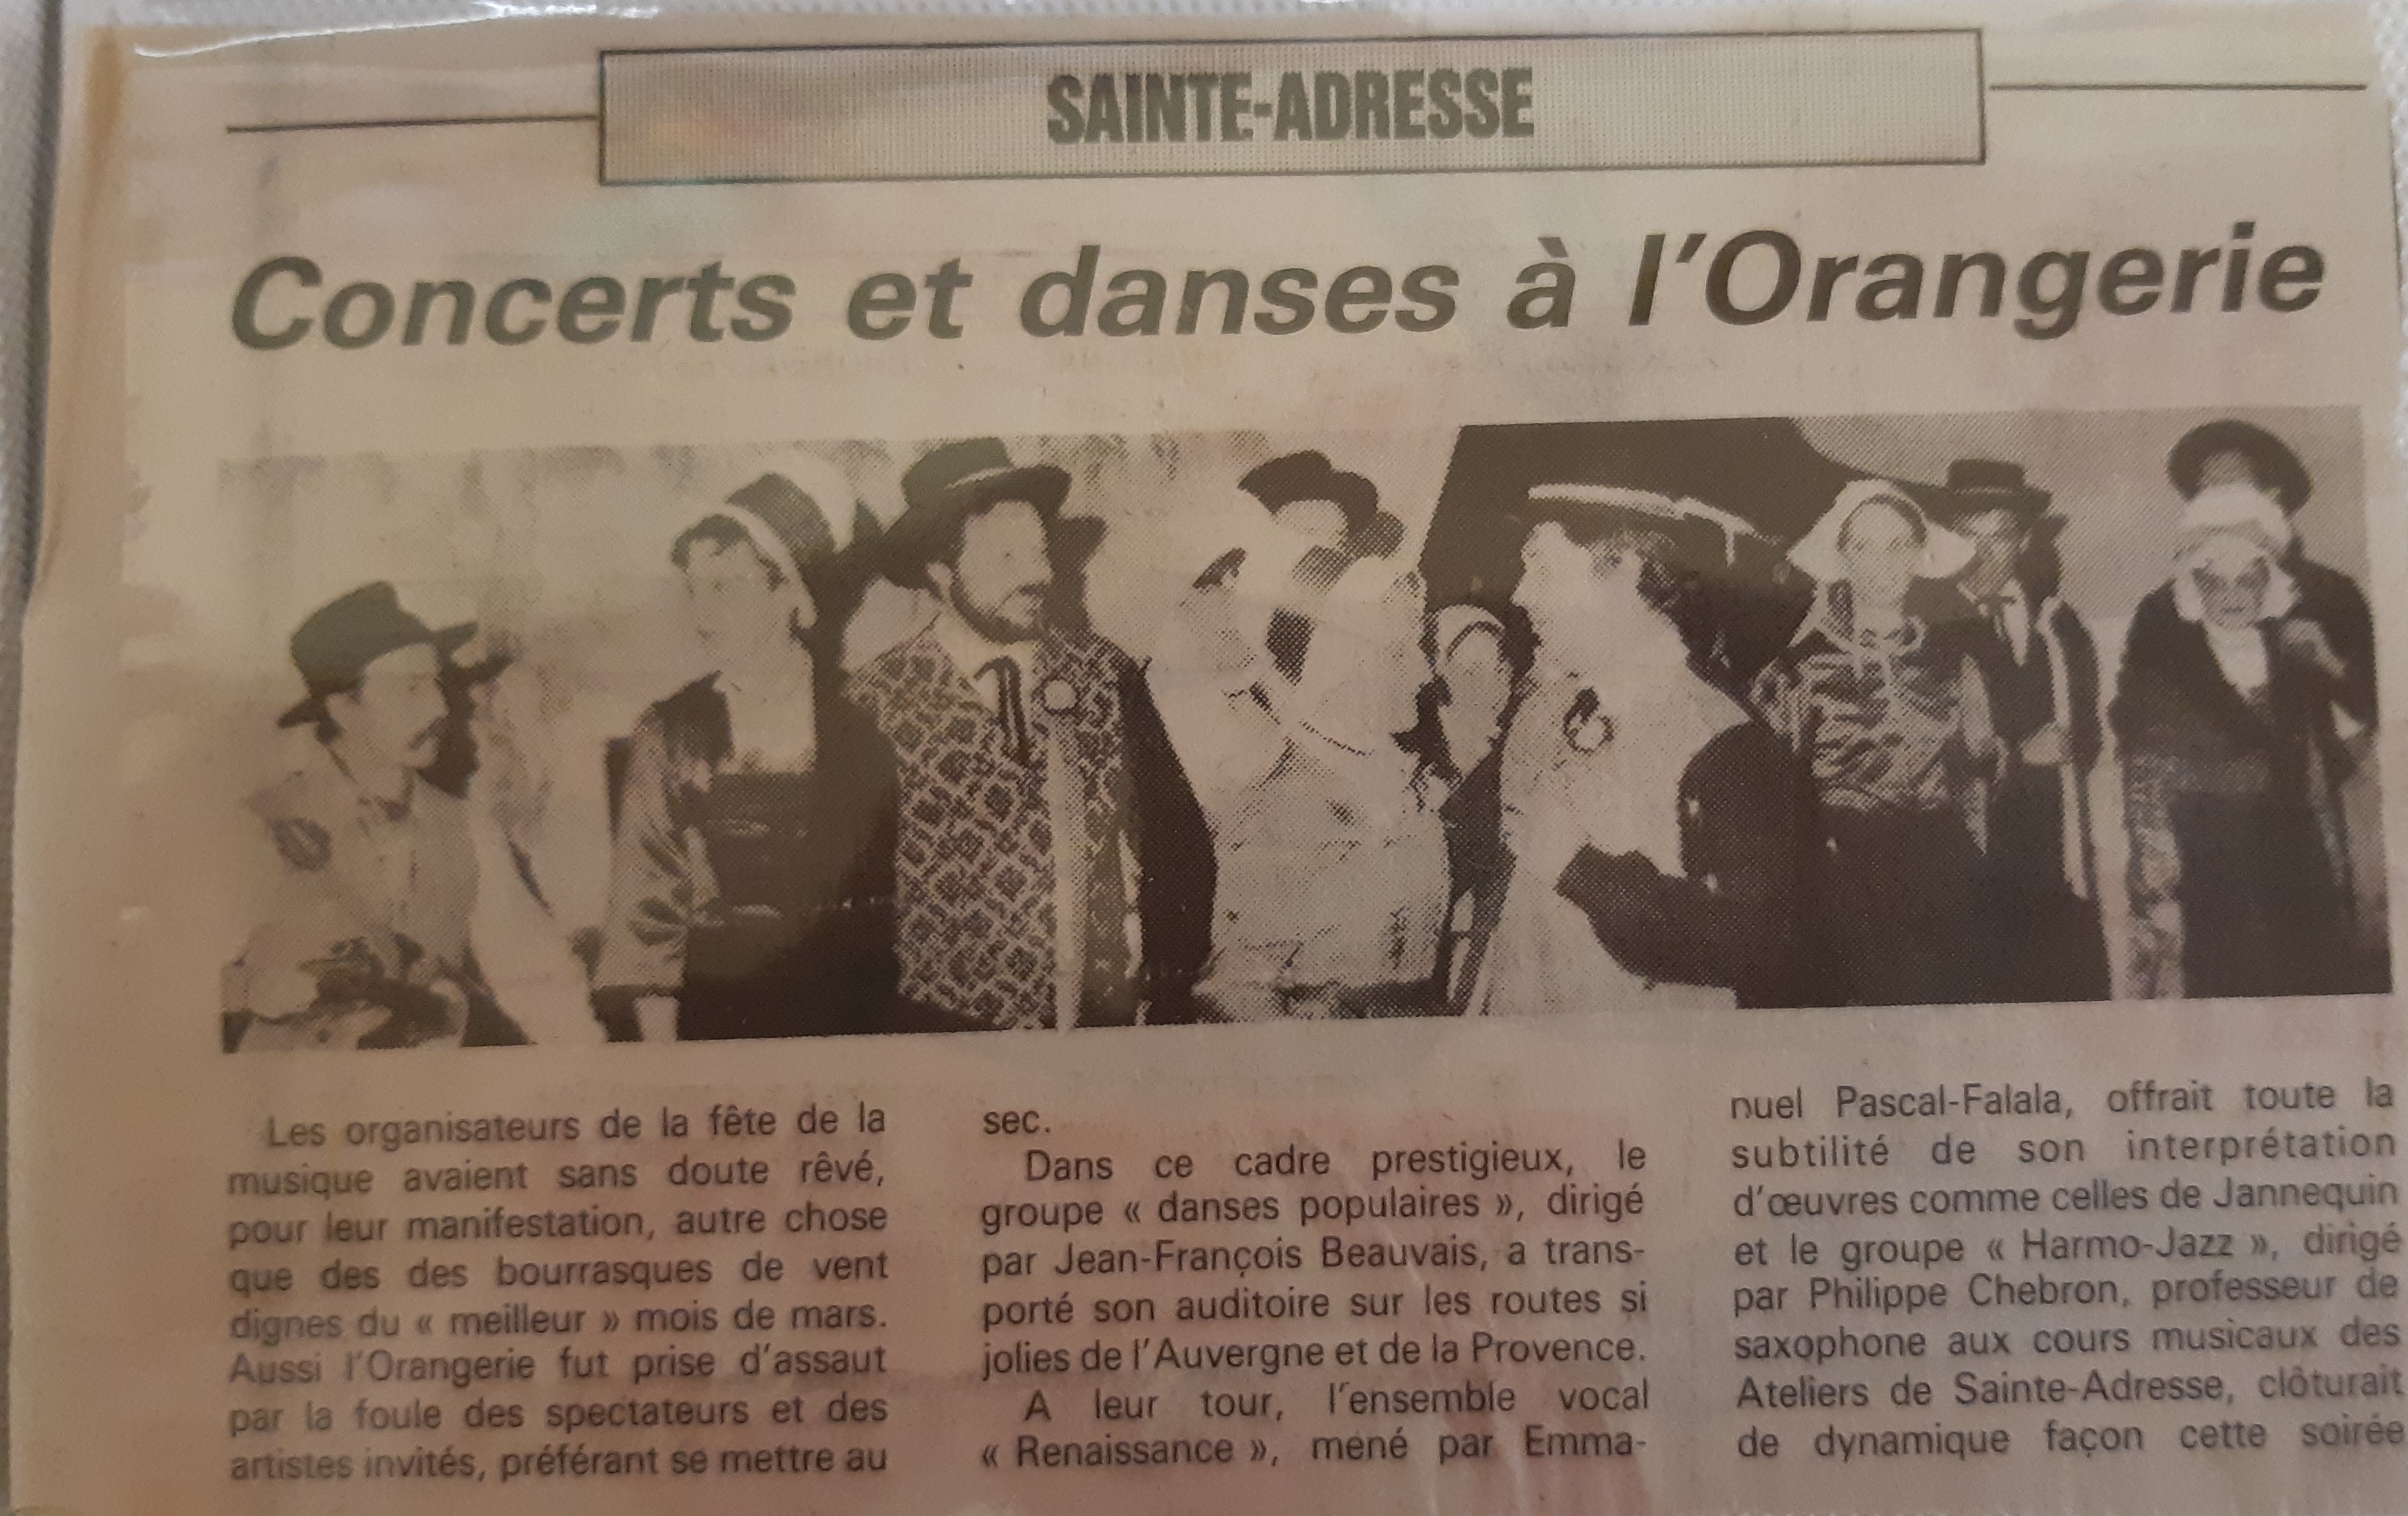 SAINTE-ADRESSE
Concerts et danses à l'Orangerie
Les organisateurs de la fête de la
musique avaient sans doute rêvé,
pour leur manifestation, autre chose
que des des bourrasques de vent
dignes du « meilleur » mois de mars.
Aussi l'Orangerie fut prise d'assaut
par la foule des spectateurs et des
artistes invités, préférant se mettre au
sec.
Dans ce cadre prestigieux, le
groupe « danses populaires », dirigé
par Jean-François Beauvais, a trans-
porté son auditoire sur les routes si
jolies de l'Auvergne et de la Provence.
A leur tour, l'ensemble vocal
« Renaissance », mené par Emma-
nuel Pascal-Falala, offrait toute la
subtilité de son interprétation
d'œuvres comme celles de Jannequin
et le groupe « Harmo-Jazz », dirigé
par Philippe Chebron, professeur de
saxophone aux cours musicaux des
Ateliers de Sainte-Adresse, clôturait
de dynamique façon cette soirée